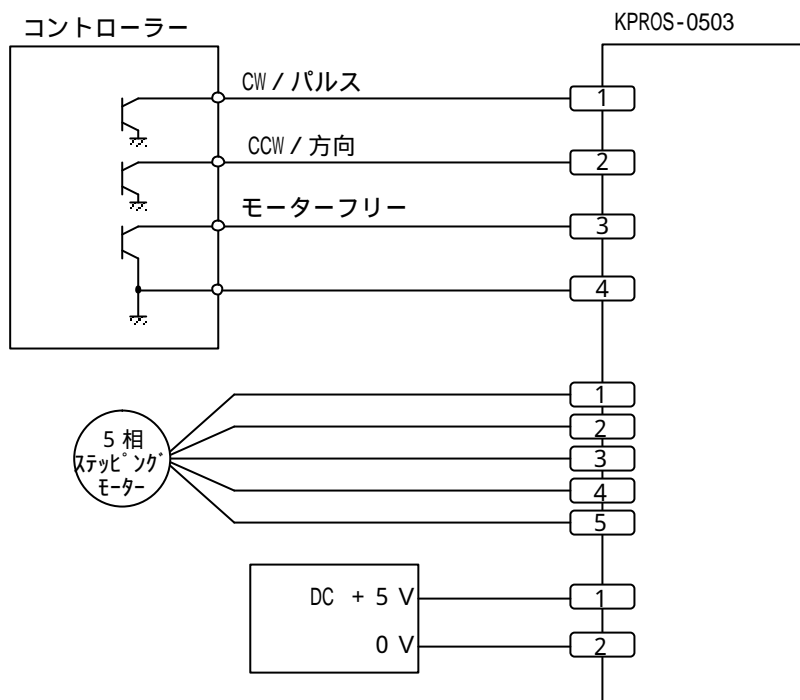 コントローラー
KPROS-0503
CW / パルス
1
CCW / 方向
2
モーターフリー
3
4
1
2
3
4
5
5 相
ｽﾃｯﾋﾟﾝｸﾞ
ﾓｰﾀｰ
DC + 5 V
1
0 V
2